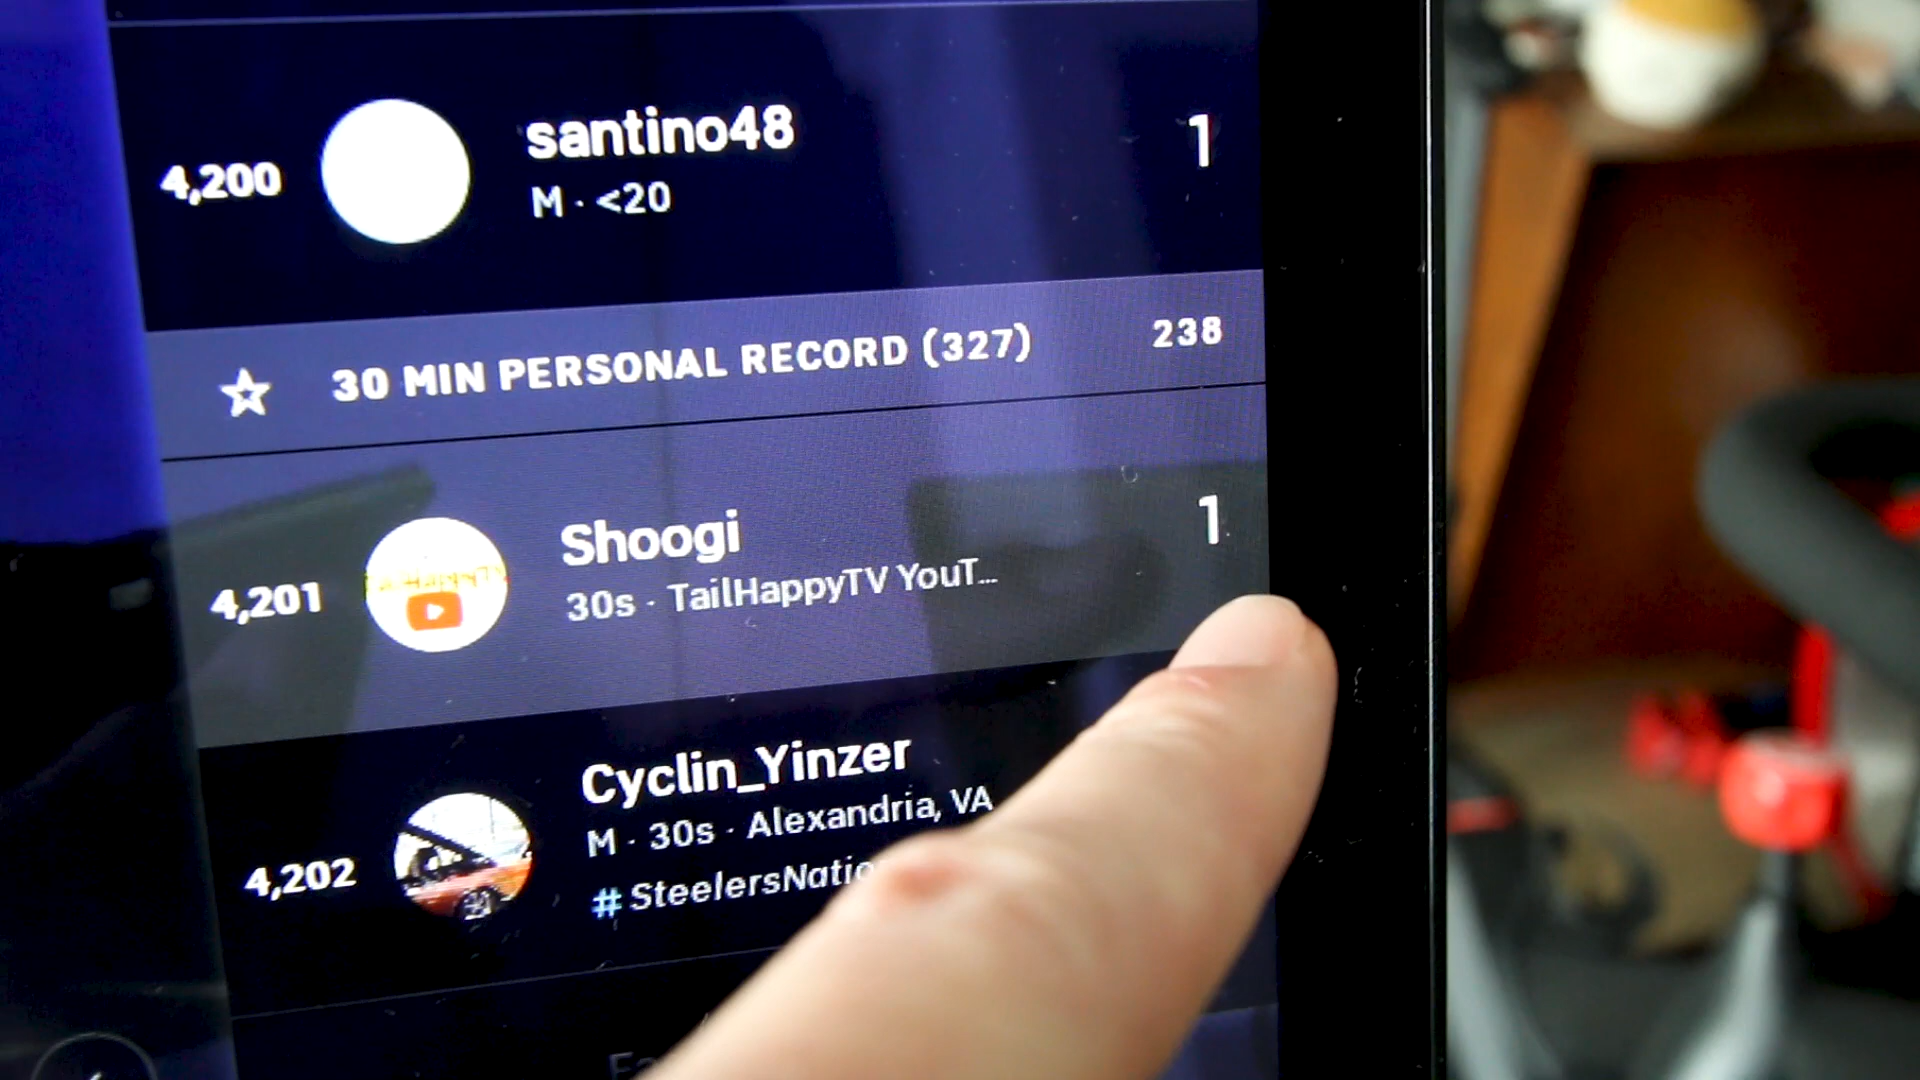 4,200 santino48 1
M · <20
☆ 30 MIN PERSONAL RECORD (327) 238
4,201 Shoogi 1
30s · TailHappyTV YouT...
4,202 Cyclin_Yinzer
M · 30s · Alexandria, VA
# SteelersNatio